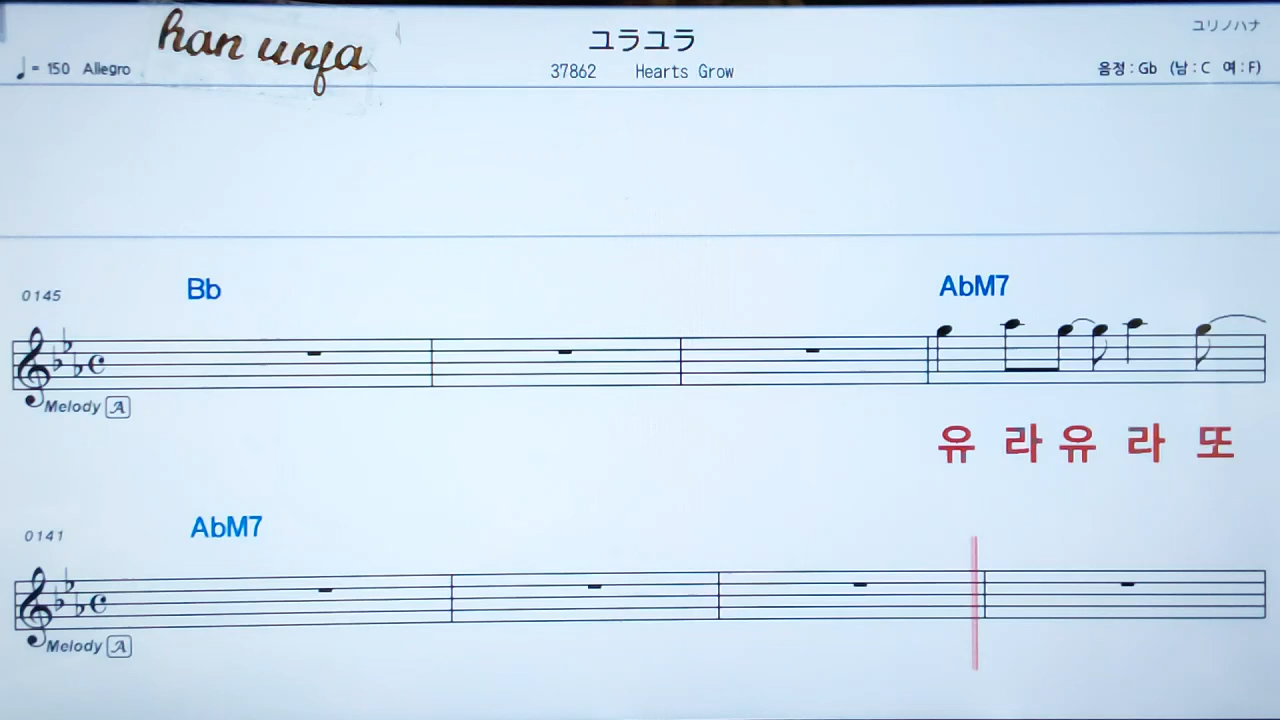 han unfa
ユラユラ
ユリノハナ
♩= 150 Allegro
37862 Hearts Grow
음정 : Gb (남 : C 여 : F)
Bb
AbM7
0145
Melody A
유 라 유 라 또
AbM7
0141
Melody A